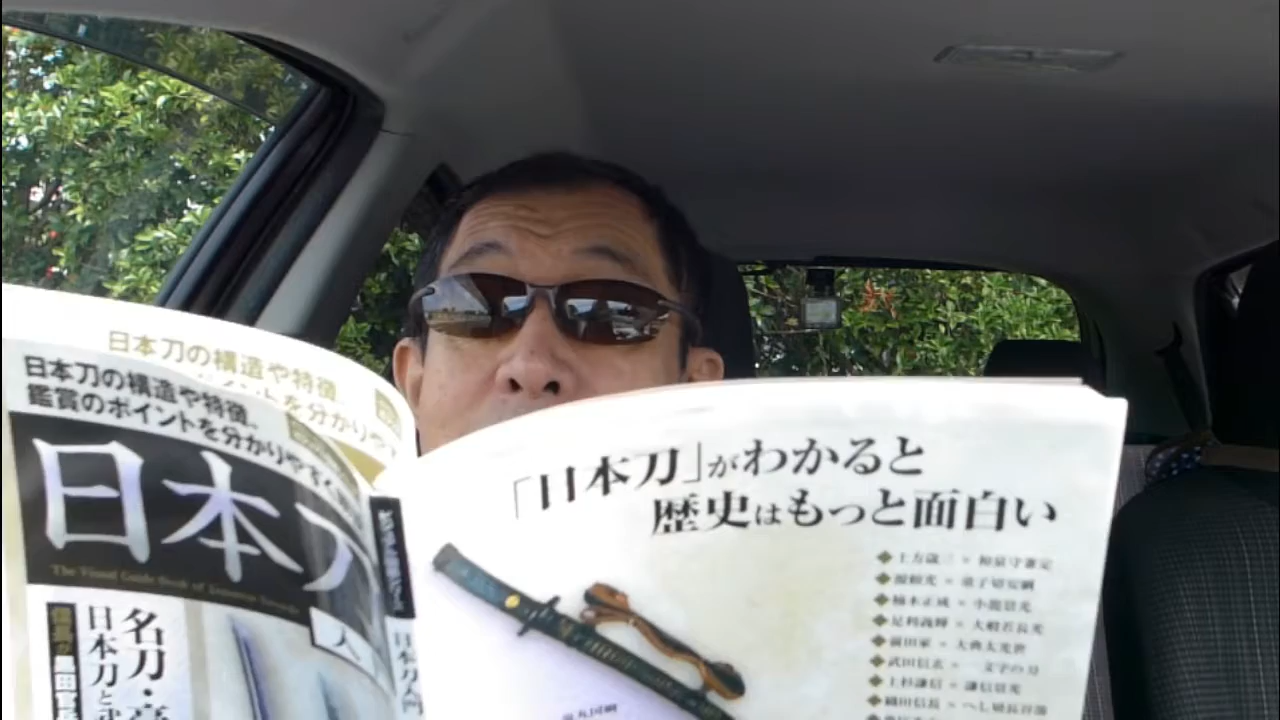 日本刀の構造や特徴、
日本刀の構造や特徴、
鑑賞のポイントを分かりやす
日本刀
The Visual Guide Book of Japanese Swords
入
名刀・
日本刀と
日本刀入門
「日本刀」がわかると
歴史はもっと面白い
土方歳三 × 和泉守兼定
源頼光 × 童子切安綱
楠木正成 × 小龍景光
足利義輝 × 大般若長光
前田家 × 大典太光世
武田信玄 × 一文字の刀
上杉謙信 × 謙信景光
織田信長 × へし切長谷部